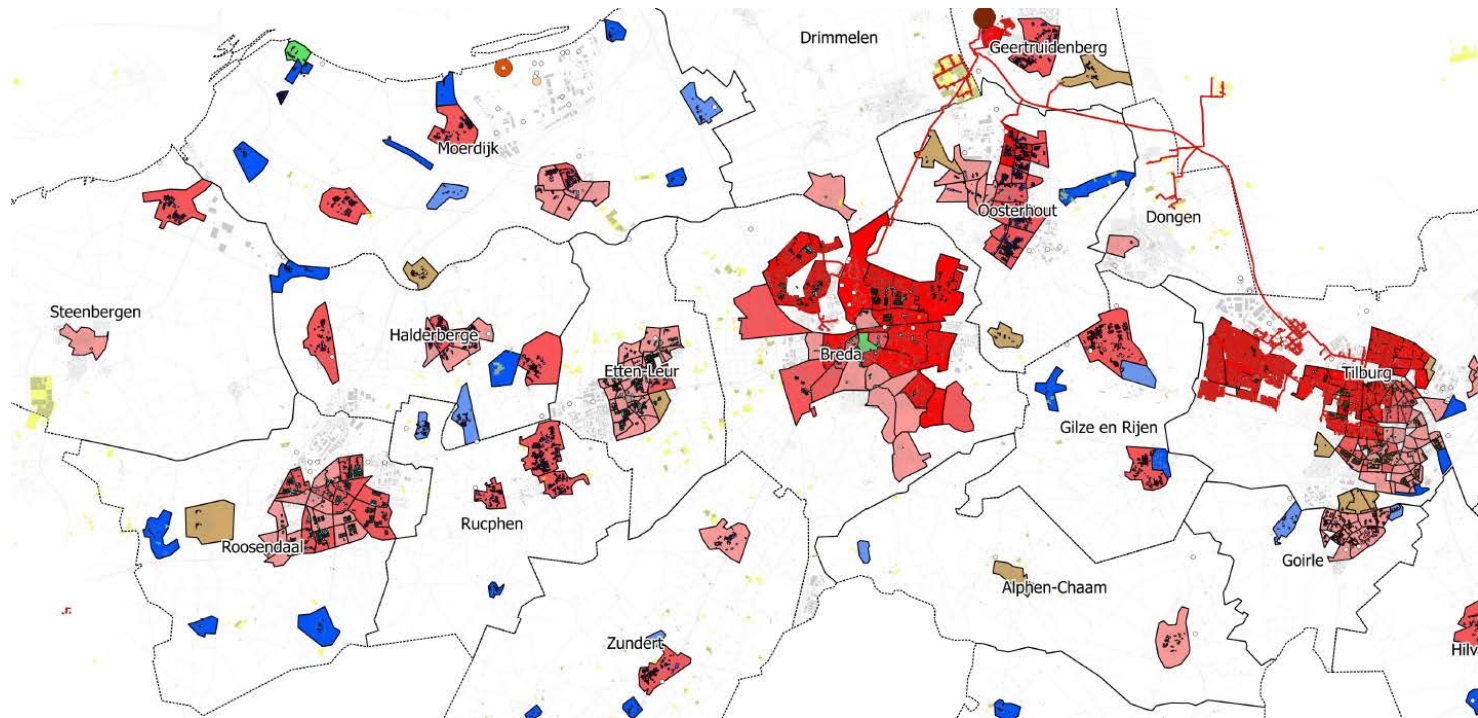 Drimmelen
Geertruidenberg
Moerdijk
Oosterhout
Dongen
Steenbergen
Halderberge
Etten-Leur
Breda
Tilburg
Gilze en Rijen
Rucphen
Roosendaal
Goirle
Alphen-Chaam
Zundert
Hilv